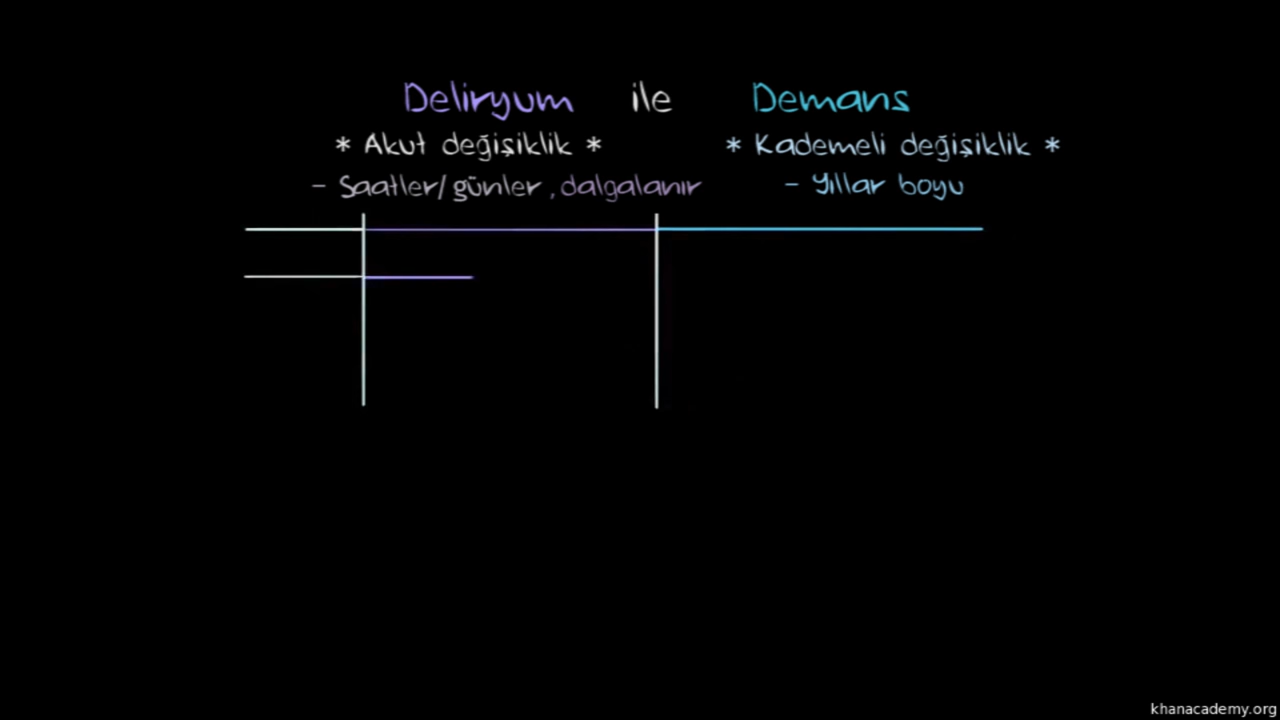 Deliryum ile Demans
* Akut değişiklik * * Kademeli değişiklik *
- Saatler/günler, dalgalanır - Yıllar boyu
khanacademy.org